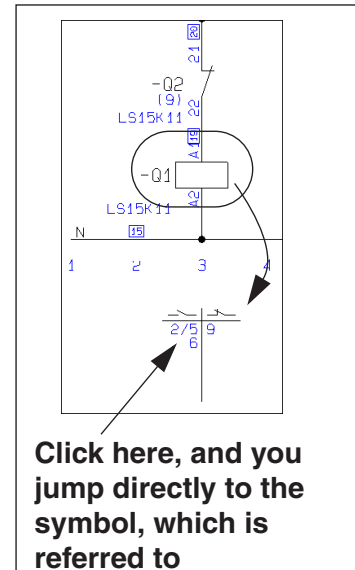 20
21
-Q2
(9)
22
LS15K11
A1 19
-Q1
A2
LS15K11
N 15
1 2 3 4
2/5 9
6
Click here, and you
jump directly to the
symbol, which is
referred to